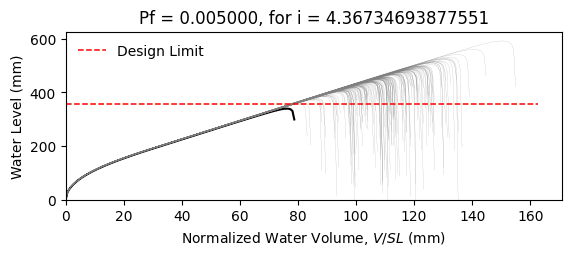 Pf = 0.005000, for i = 4.36734693877551
Design Limit
Water Level (mm)
600
400
200
0
0 20 40 60 80 100 120 140 160
Normalized Water Volume, V/SL (mm)